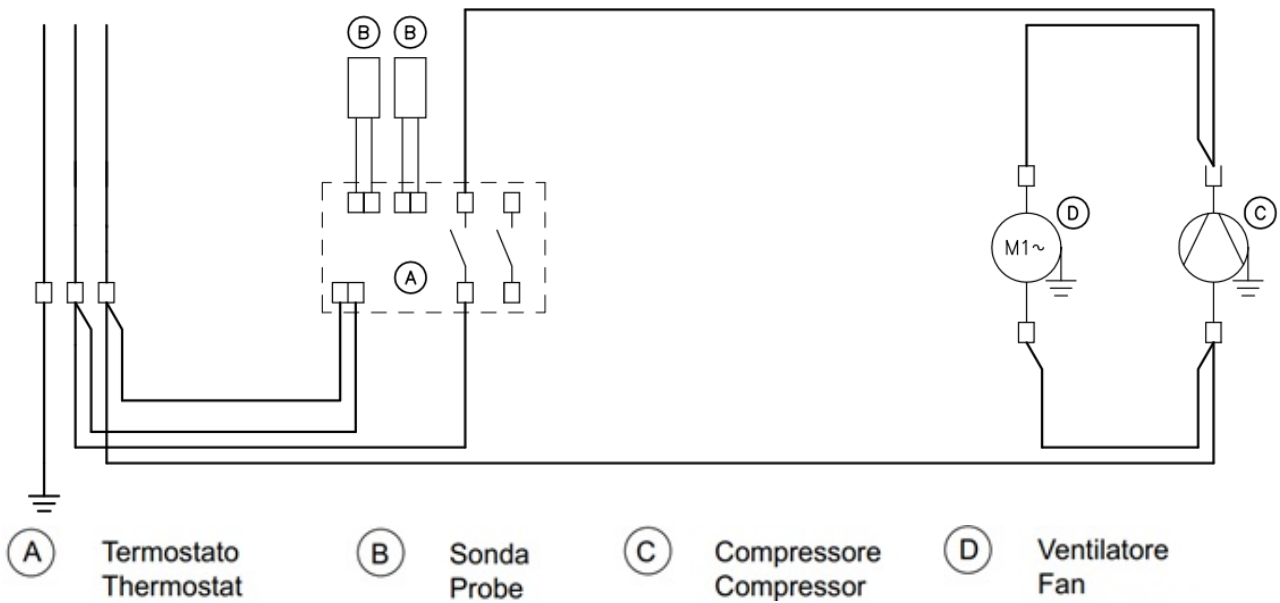 B B
A
M1~ D C
A Termostato B Sonda C Compressore D Ventilatore
Thermostat Probe Compressor Fan